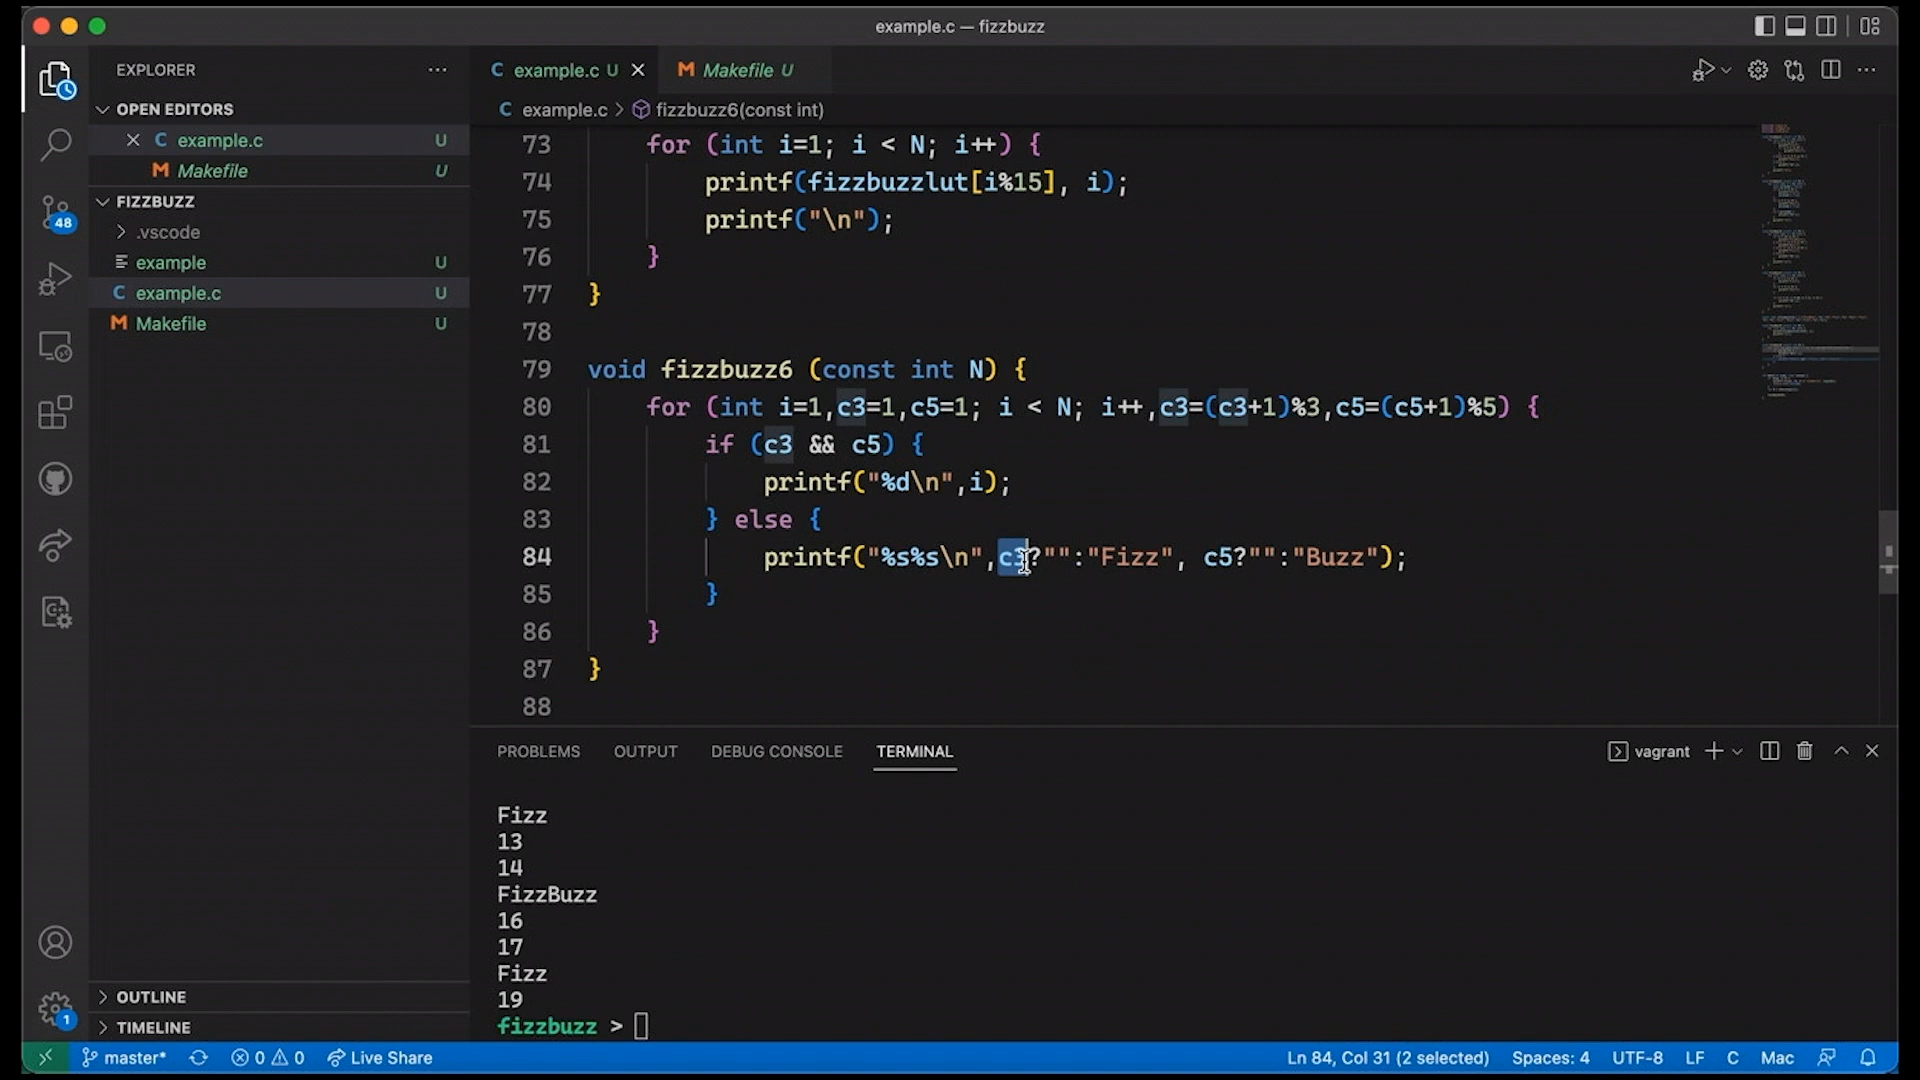 example.c — fizzbuzz
EXPLORER
OPEN EDITORS
example.c U
Makefile U
FIZZBUZZ
.vscode
example U
example.c U
Makefile U
OUTLINE
TIMELINE
48
1
example.c U
Makefile U
example.c > fizzbuzz6(const int)
73 for (int i=1; i < N; i++) {
74 printf(fizzbuzzlut[i%15], i);
75 printf("\n");
76 }
77 }
78
79 void fizzbuzz6 (const int N) {
80 for (int i=1,c3=1,c5=1; i < N; i++,c3=(c3+1)%3,c5=(c5+1)%5) {
81 if (c3 && c5) {
82 printf("%d\n",i);
83 } else {
84 printf("%s%s\n",c3?"":"Fizz", c5?"":"Buzz");
85 }
86 }
87 }
88
PROBLEMS OUTPUT DEBUG CONSOLE TERMINAL
vagrant
Fizz
13
14
FizzBuzz
16
17
Fizz
19
fizzbuzz >
master* 0 0 Live Share
Ln 84, Col 31 (2 selected) Spaces: 4 UTF-8 LF C Mac